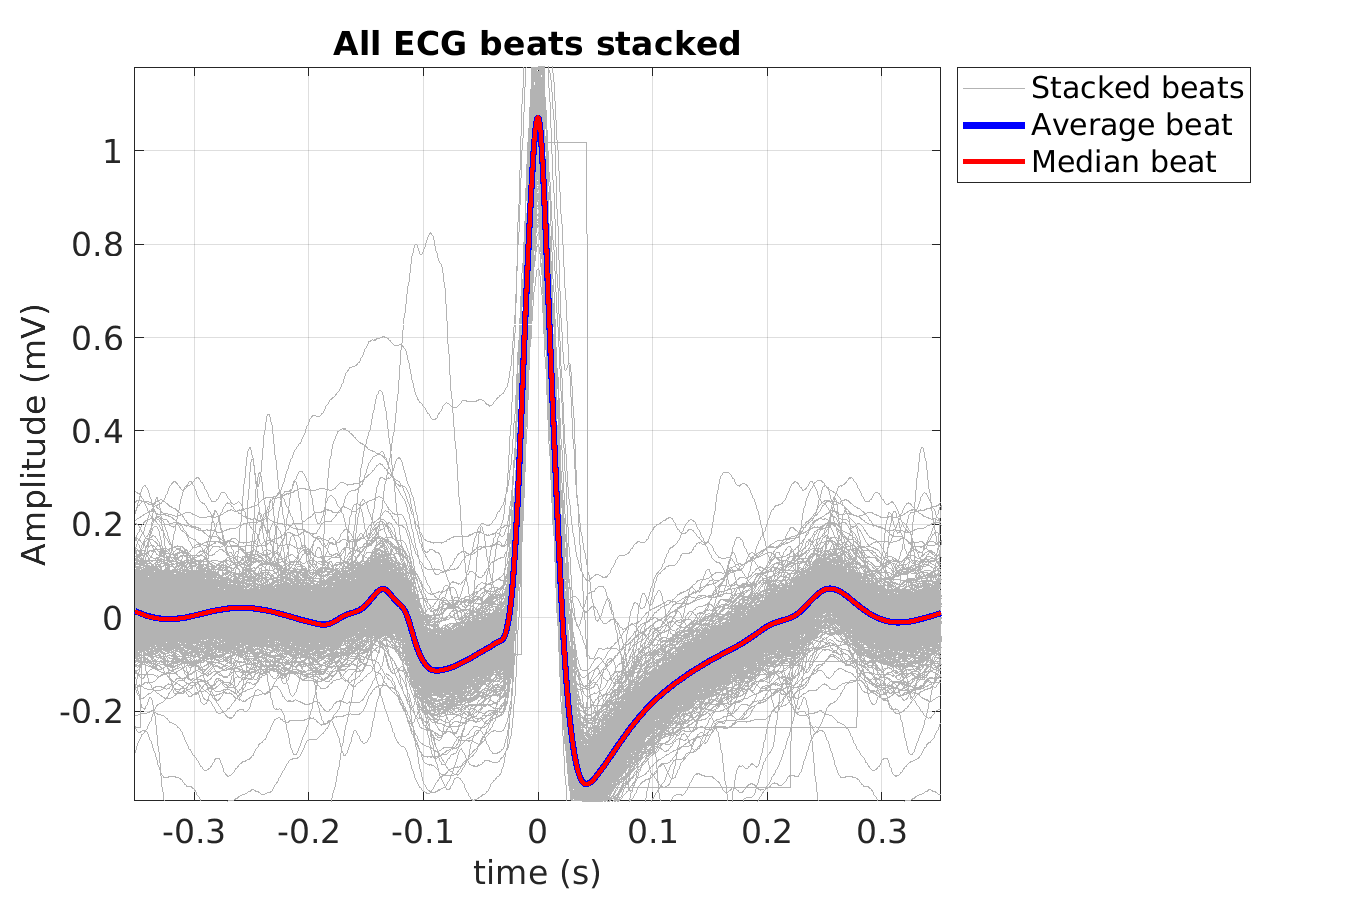 All ECG beats stacked
Stacked beats
Average beat
Median beat
Amplitude (mV)
1
0.8
0.6
0.4
0.2
0
-0.2
-0.3 -0.2 -0.1 0 0.1 0.2 0.3
time (s)